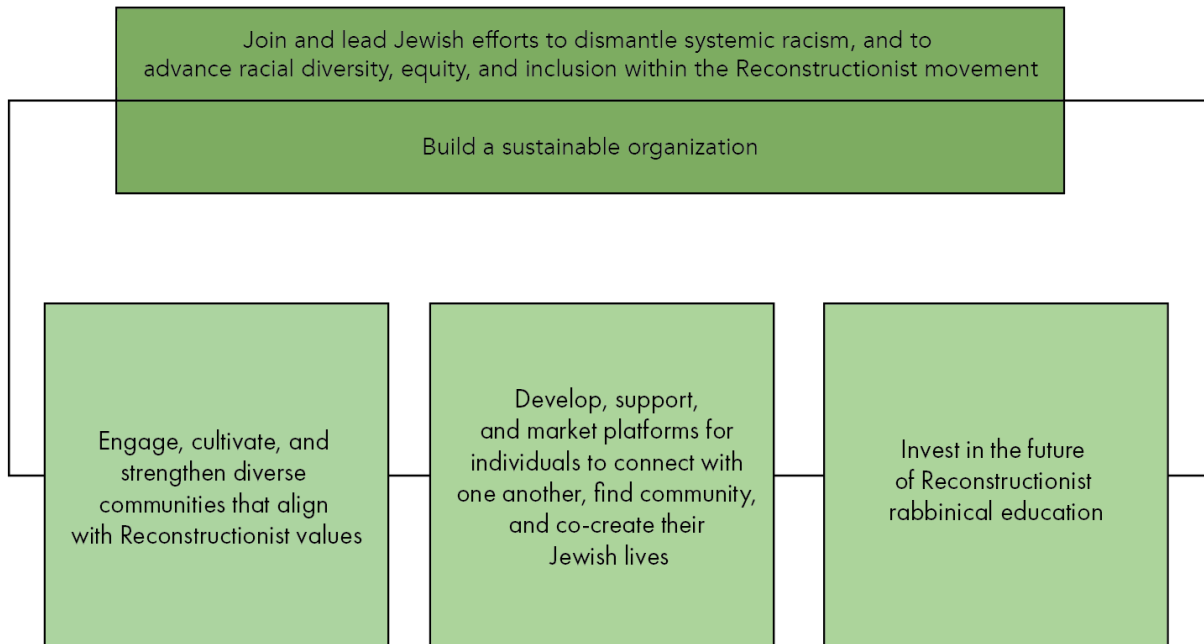 Join and lead Jewish efforts to dismantle systemic racism, and to
advance racial diversity, equity, and inclusion within the Reconstructionist movement
Build a sustainable organization
Engage, cultivate, and
strengthen diverse
communities that align
with Reconstructionist values
Develop, support,
and market platforms for
individuals to connect with
one another, find community,
and co-create their
Jewish lives
Invest in the future
of Reconstructionist
rabbinical education